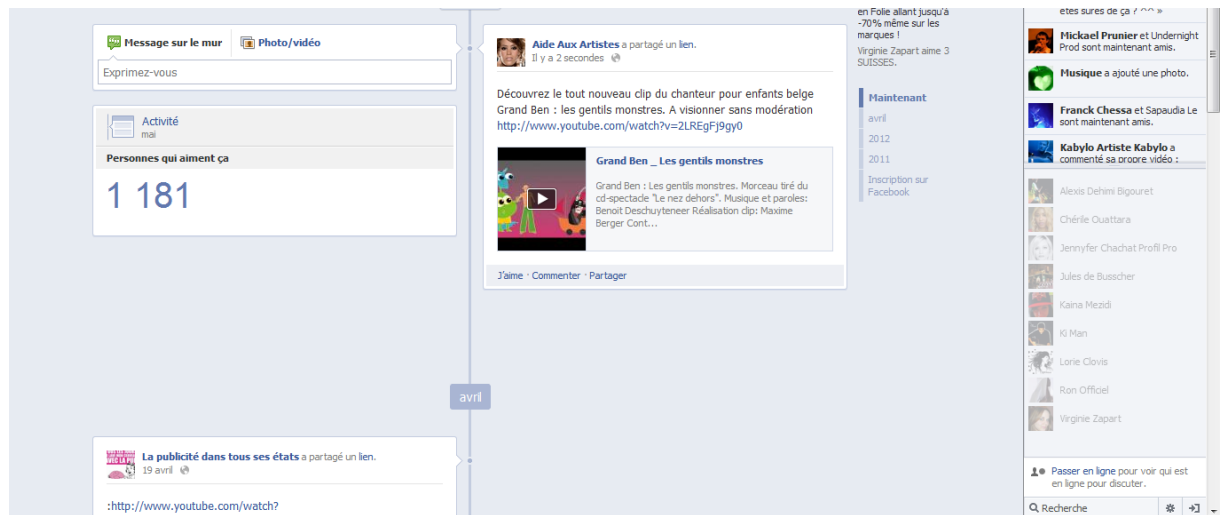 Message sur le mur
Photo/vidéo
Exprimez-vous
Activité
mai
Personnes qui aiment ça
1 181
avril
La publicité dans tous ses états a partagé un lien.
19 avril
:http://www.youtube.com/watch?
Aide Aux Artistes a partagé un lien.
Il y a 2 secondes
Découvrez le tout nouveau clip du chanteur pour enfants belge
Grand Ben : les gentils monstres. A visionner sans modération
http://www.youtube.com/watch?v=2LREgFj9gy0
Grand Ben _ Les gentils monstres
Grand Ben : Les gentils monstres. Morceau tiré du
cd-spectacle "Le nez dehors". Musique et paroles:
Benoit Deschuyteneer Réalisation clip: Maxime
Berger Cont...
J'aime · Commenter · Partager
en Folie allant jusqu'à
-70% même sur les
marques !
Virginie Zapart aime 3
SUISSES.
Maintenant
avril
2012
2011
Inscription sur
Facebook
êtes sûres de ça ? ^^ »
Mickael Prunier et Undernight
Prod sont maintenant amis.
Musique a ajouté une photo.
Franck Chessa et Sapaudia Le
sont maintenant amis.
Kabylo Artiste Kabylo a
commenté sa propre vidéo :
Alexis Dehimi Bigouret
Chérile Ouattara
Jennyfer Chachat Profil Pro
Jules de Busscher
Kaina Mezidi
Kl Man
Lorie Clovis
Ron Officiel
Virginie Zapart
Passer en ligne pour voir qui est
en ligne pour discuter.
Recherche